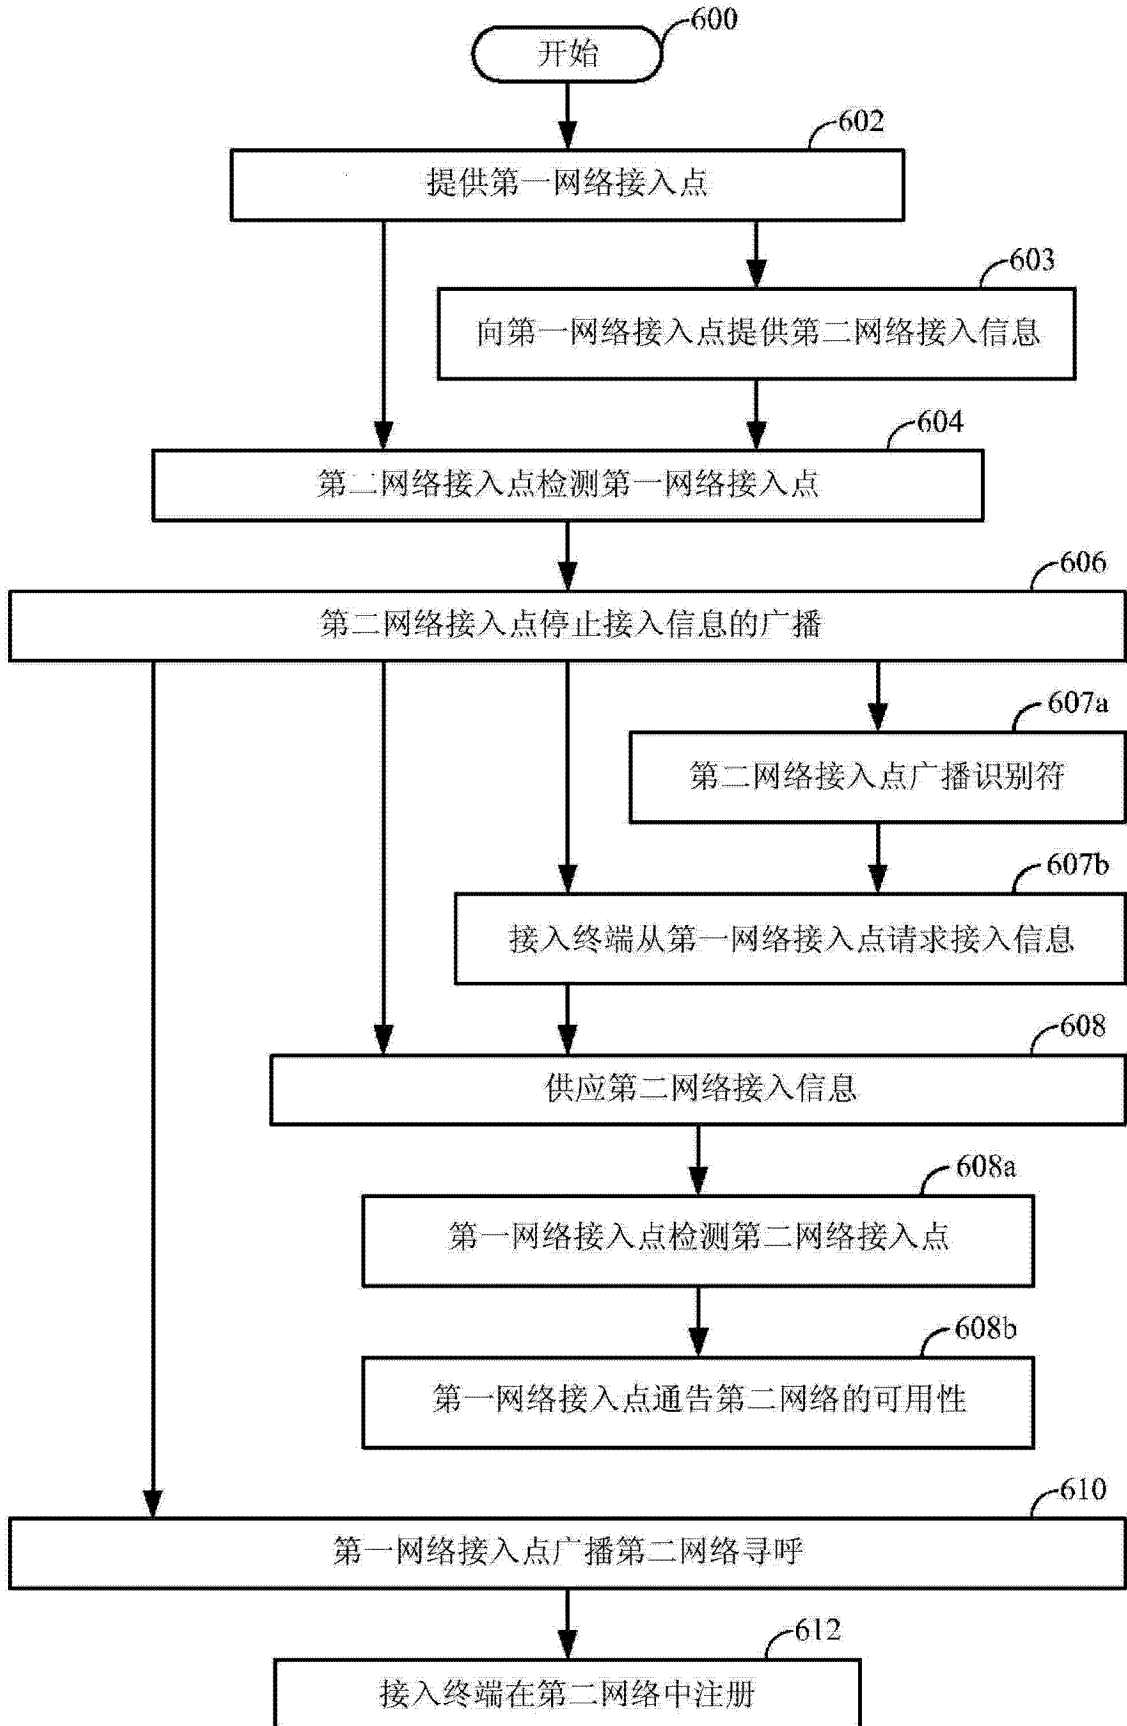 600
开始
602
提供第一网络接入点
603
向第一网络接入点提供第二网络接入信息
604
第二网络接入点检测第一网络接入点
606
第二网络接入点停止接入信息的广播
607a
第二网络接入点广播识别符
607b
接入终端从第一网络接入点请求接入信息
608
供应第二网络接入信息
608a
第一网络接入点检测第二网络接入点
608b
第一网络接入点通告第二网络的可用性
610
第一网络接入点广播第二网络寻呼
612
接入终端在第二网络中注册